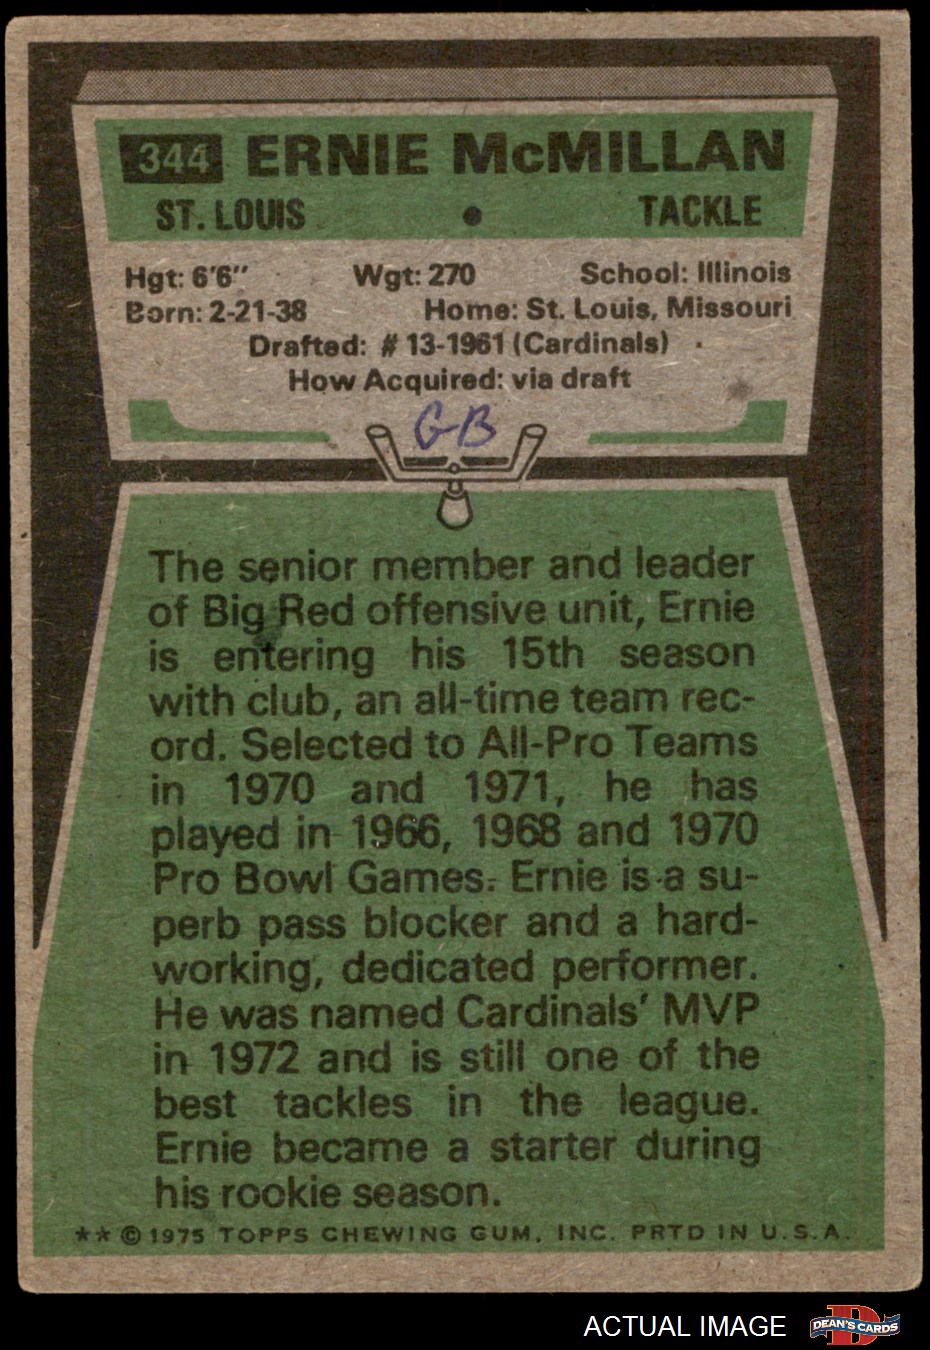 344 ERNIE McMILLAN
ST. LOUIS • TACKLE
Hgt: 6'6" Wgt: 270 School: Illinois
Born: 2-21-38 Home: St. Louis, Missouri
Drafted: # 13-1961 (Cardinals)
How Acquired: via draft
GB
The senior member and leader
of Big Red offensive unit, Ernie
is entering his 15th season
with club, an all-time team rec-
ord. Selected to All-Pro Teams
in 1970 and 1971, he has
played in 1966, 1968 and 1970
Pro Bowl Games. Ernie is a su-
perb pass blocker and a hard-
working, dedicated performer.
He was named Cardinals' MVP
in 1972 and is still one of the
best tackles in the league.
Ernie became a starter during
his rookie season.
** © 1975 TOPPS CHEWING GUM, INC. PRTD IN U.S.A.
ACTUAL IMAGE D DEAN'S CARDS